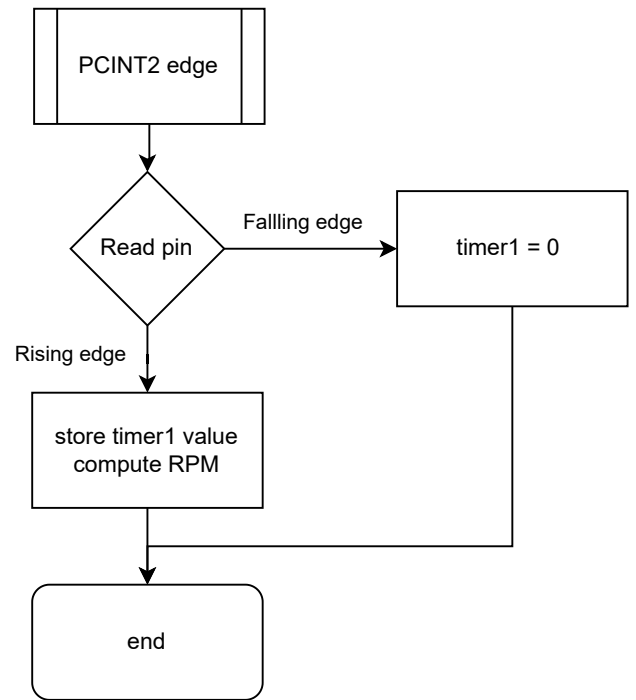 PCINT2 edge
Read pin
Fallling edge
timer1 = 0
Rising edge
store timer1 value
compute RPM
end